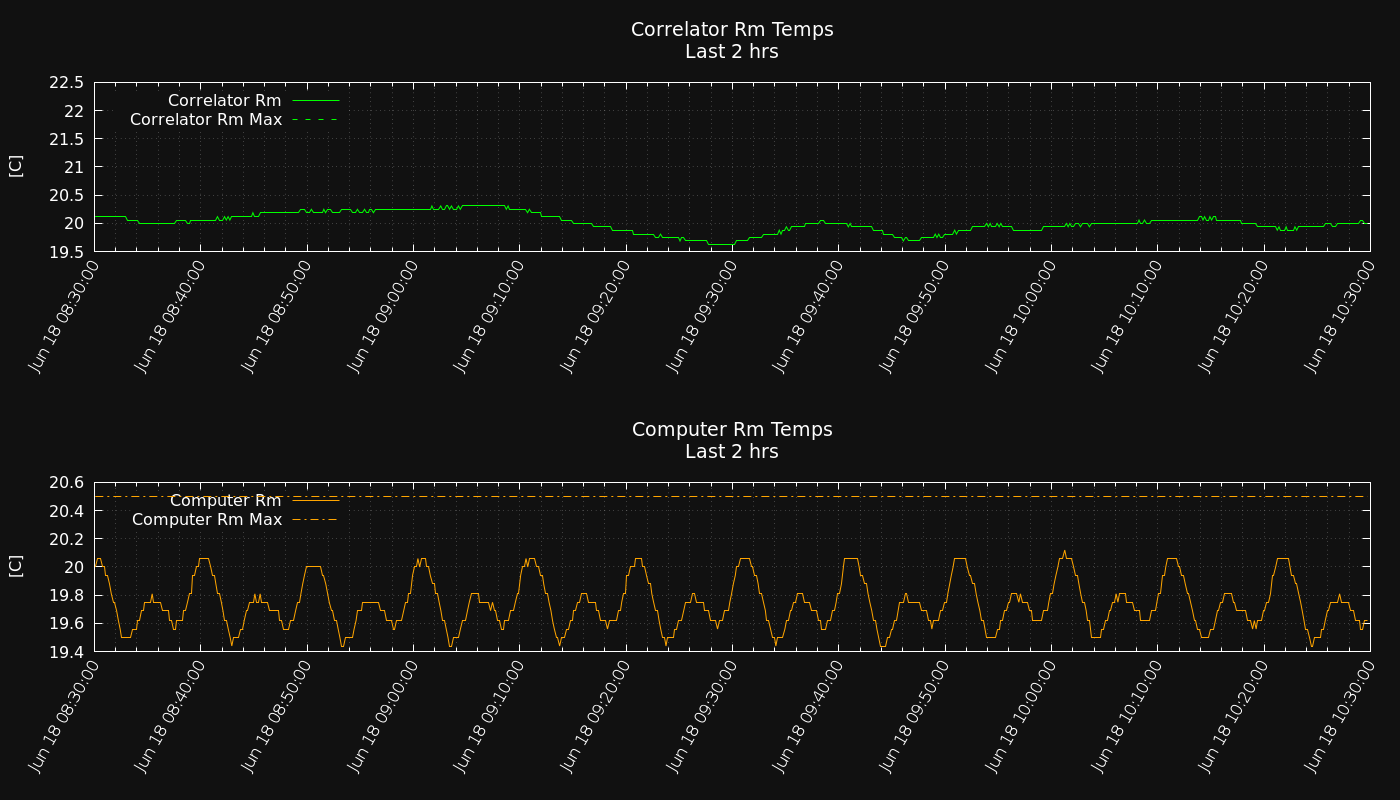 Correlator Rm Temps
Last 2 hrs
22.5
22
21.5
21
20.5
20
19.5
[C]
Correlator Rm
Correlator Rm Max
Jun 18 08:30:00
Jun 18 08:40:00
Jun 18 08:50:00
Jun 18 09:00:00
Jun 18 09:10:00
Jun 18 09:20:00
Jun 18 09:30:00
Jun 18 09:40:00
Jun 18 09:50:00
Jun 18 10:00:00
Jun 18 10:10:00
Jun 18 10:20:00
Jun 18 10:30:00
Computer Rm Temps
Last 2 hrs
20.6
20.4
20.2
20
19.8
19.6
19.4
[C]
Computer Rm
Computer Rm Max
Jun 18 08:30:00
Jun 18 08:40:00
Jun 18 08:50:00
Jun 18 09:00:00
Jun 18 09:10:00
Jun 18 09:20:00
Jun 18 09:30:00
Jun 18 09:40:00
Jun 18 09:50:00
Jun 18 10:00:00
Jun 18 10:10:00
Jun 18 10:20:00
Jun 18 10:30:00